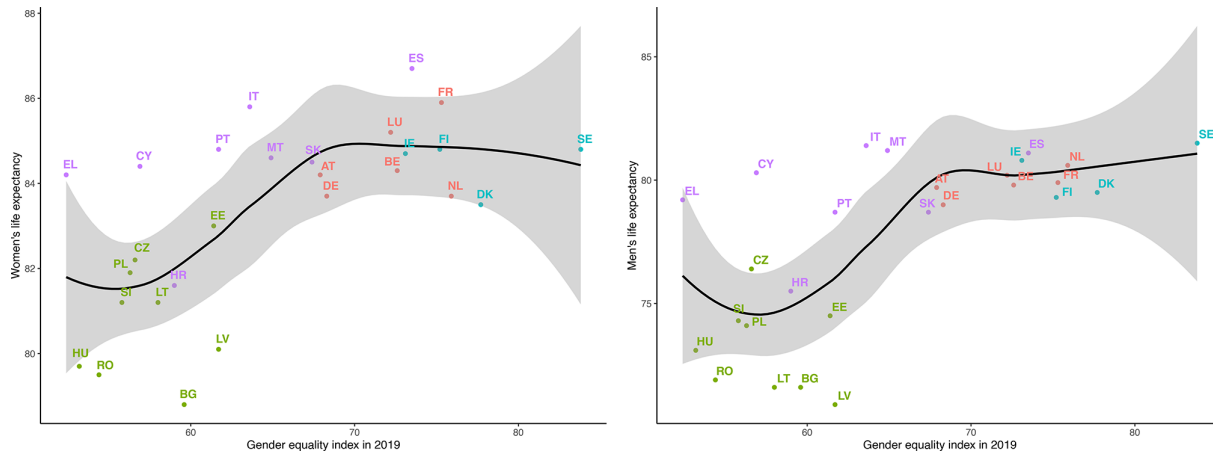 88
86
84
82
80
Women's life expectancy
ES
FR
IT
LU
PT
IE
FI
SE
MT
SK
CY
EL
AT
BE
DE
NL
DK
EE
CZ
PL
HR
SI
LT
LV
HU
RO
BG
60
70
80
Gender equality index in 2019
85
80
75
Men's life expectancy
SE
IT
MT
ES
IE
CY
NL
LU
FR
BE
AT
DK
FI
EL
DE
PT
SK
CZ
HR
EE
SI
PL
HU
RO
LT
BG
LV
60
70
80
Gender equality index in 2019